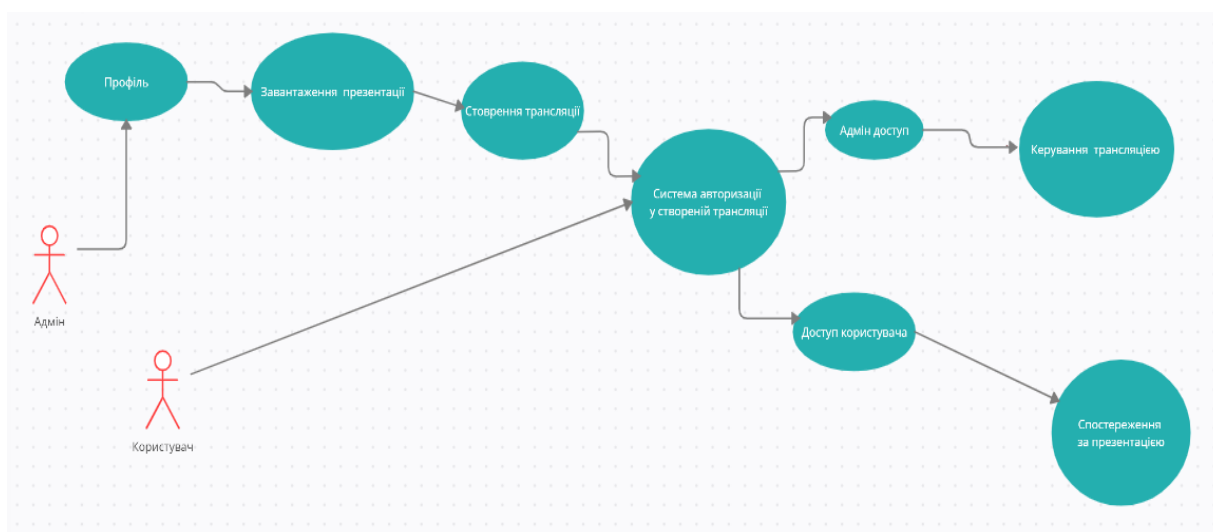 Профіль
Завантаження презентації
Стоврення трансляції
Адмін доступ
Керування трансляцією
Система авторизації
у створеній трансляції
Адмін
Доступ користувача
Користувач
Спостереження
за презентацією